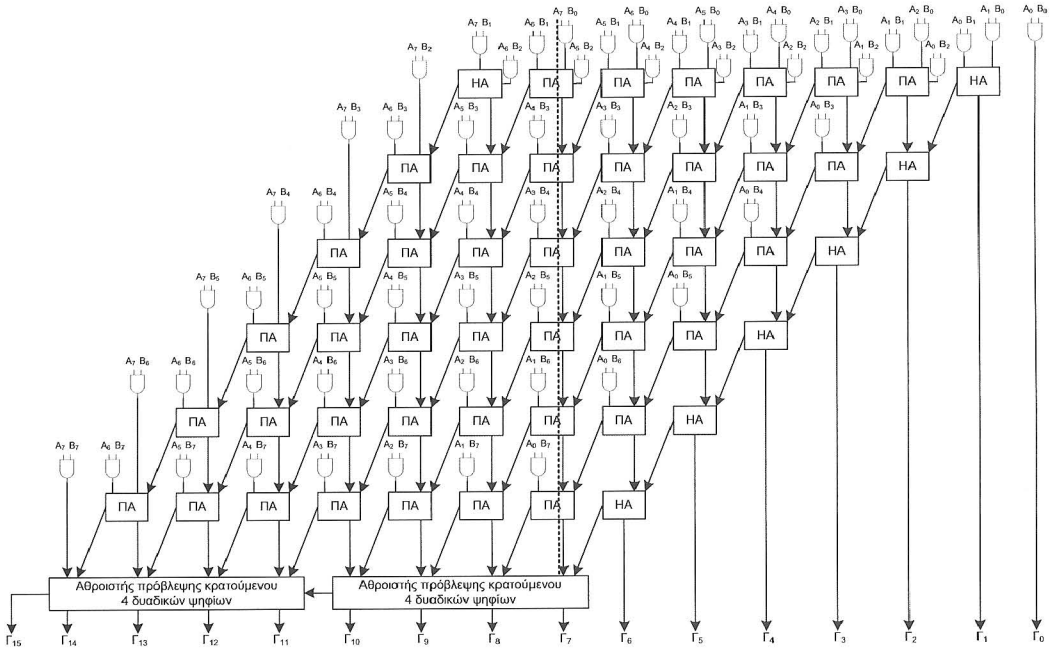 A₇ B₀ A₆ B₀ A₅ B₀ A₄ B₀ A₃ B₀ A₂ B₀ A₁ B₀ A₀ B₀
A₇ B₁ A₆ B₁ A₅ B₁ A₄ B₁ A₃ B₁ A₂ B₁ A₁ B₁ A₀ B₁
A₇ B₂ A₆ B₂ A₅ B₂ A₄ B₂ A₃ B₂ A₂ B₂ A₁ B₂ A₀ B₂
ΗΑ ΠΑ ΠΑ ΠΑ ΠΑ ΠΑ ΠΑ ΗΑ
A₇ B₃ A₆ B₃ A₅ B₃ A₄ B₃ A₃ B₃ A₂ B₃ A₁ B₃ A₀ B₃
ΠΑ ΠΑ ΠΑ ΠΑ ΠΑ ΠΑ ΠΑ ΗΑ
A₇ B₄ A₆ B₄ A₅ B₄ A₄ B₄ A₃ B₄ A₂ B₄ A₁ B₄ A₀ B₄
ΠΑ ΠΑ ΠΑ ΠΑ ΠΑ ΠΑ ΠΑ ΗΑ
A₇ B₅ A₆ B₅ A₅ B₅ A₄ B₅ A₃ B₅ A₂ B₅ A₁ B₅ A₀ B₅
ΠΑ ΠΑ ΠΑ ΠΑ ΠΑ ΠΑ ΠΑ ΗΑ
A₇ B₆ A₆ B₆ A₅ B₆ A₄ B₆ A₃ B₆ A₂ B₆ A₁ B₆ A₀ B₆
ΠΑ ΠΑ ΠΑ ΠΑ ΠΑ ΠΑ ΠΑ ΗΑ
A₇ B₇ A₆ B₇ A₅ B₇ A₄ B₇ A₃ B₇ A₂ B₇ A₁ B₇ A₀ B₇
ΠΑ ΠΑ ΠΑ ΠΑ ΠΑ ΠΑ ΠΑ ΗΑ
Αθροιστής πρόβλεψης κρατούμενου
4 δυαδικών ψηφίων
Αθροιστής πρόβλεψης κρατούμενου
4 δυαδικών ψηφίων
Γ₁₅ Γ₁₄ Γ₁₃ Γ₁₂ Γ₁₁ Γ₁₀ Γ₉ Γ₈ Γ₇ Γ₆ Γ₅ Γ₄ Γ₃ Γ₂ Γ₁ Γ₀